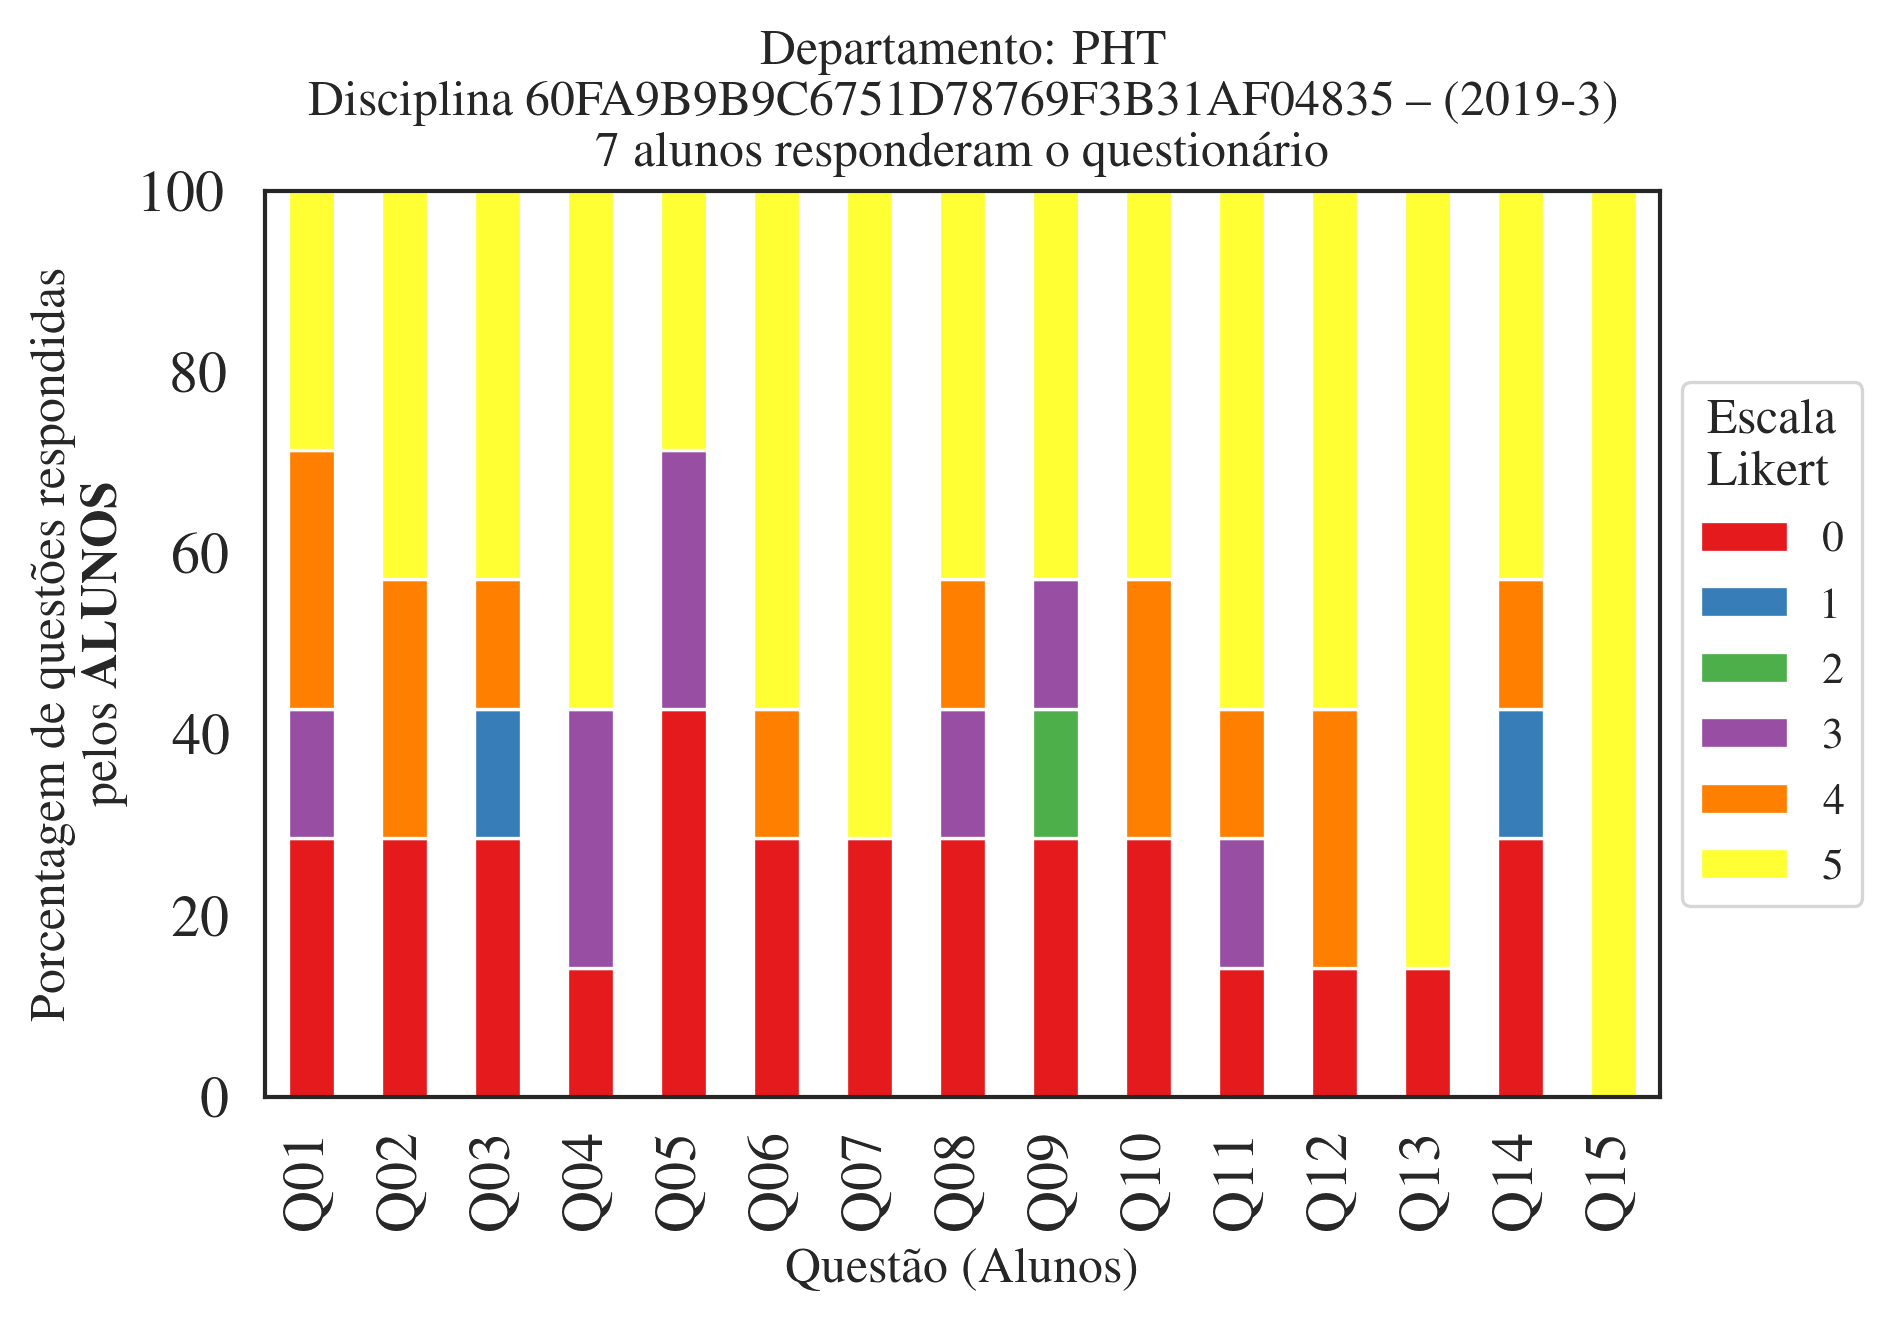 Departamento: PHT
Disciplina 60FA9B9B9C6751D78769F3B31AF04835 – (2019-3)
7 alunos responderam o questionário
Porcentagem de questões respondidas
pelos ALUNOS
100
80
60
40
20
0
Q01
Q02
Q03
Q04
Q05
Q06
Q07
Q08
Q09
Q10
Q11
Q12
Q13
Q14
Q15
Questão (Alunos)
Escala
Likert
0
1
2
3
4
5